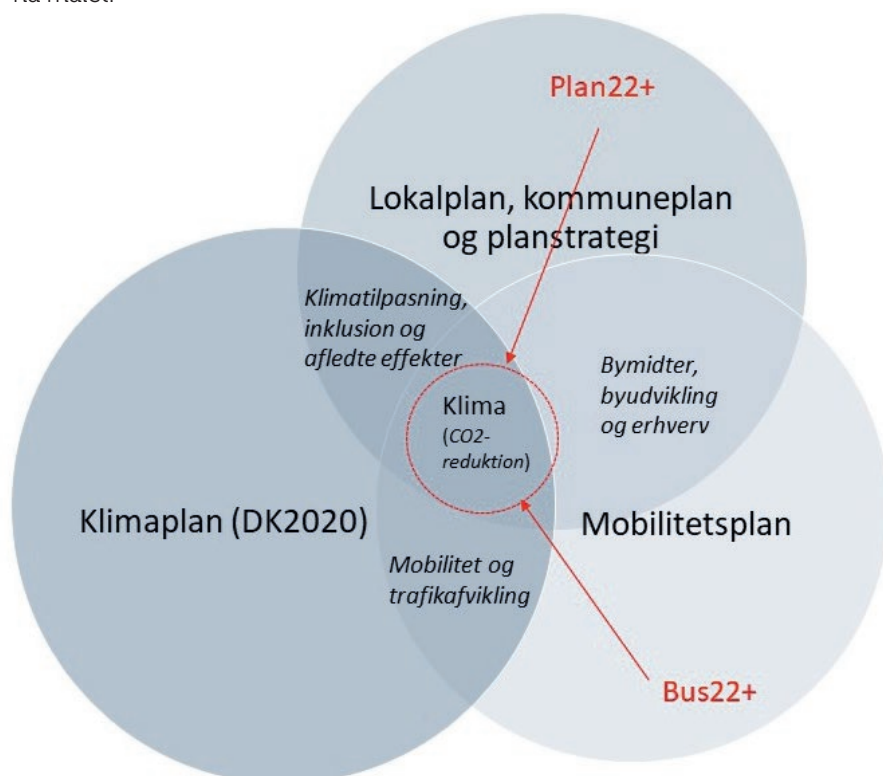 Plan22+
Lokalplan, kommuneplan
og planstrategi
Klimatilpasning,
inklusion og
afledte effekter
Bymidter,
byudvikling
og erhverv
Klima
(CO2-
reduktion)
Klimaplan (DK2020)
Mobilitetsplan
Mobilitet og
trafikafvikling
Bus22+